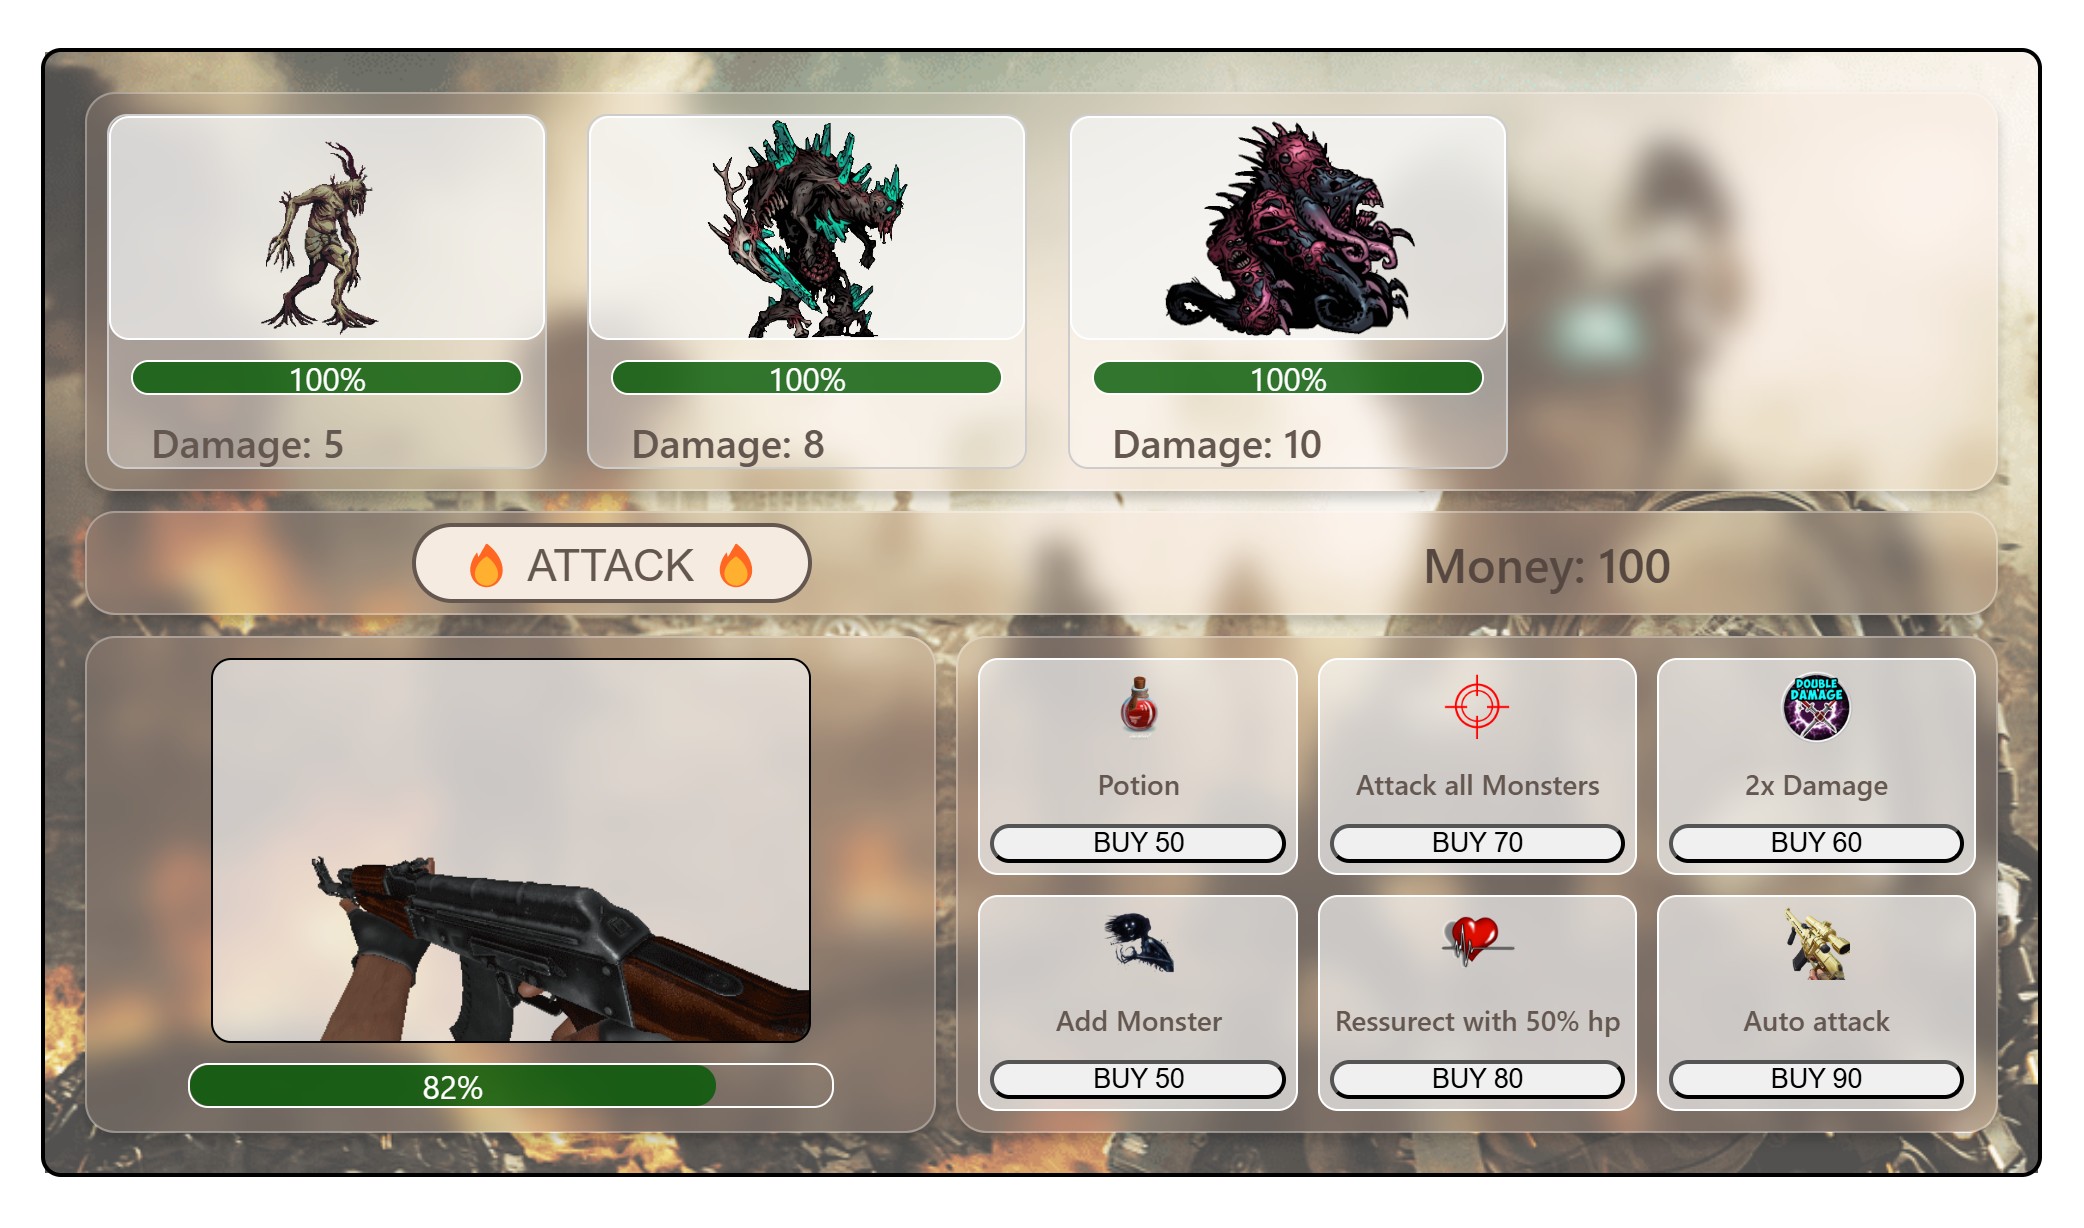 100%
100%
100%
Damage: 5
Damage: 8
Damage: 10
🔥 ATTACK 🔥
Money: 100
DOUBLE
DAMAGE
Potion
Attack all Monsters
2x Damage
BUY 50
BUY 70
BUY 60
Add Monster
Ressurect with 50% hp
Auto attack
BUY 50
BUY 80
BUY 90
82%